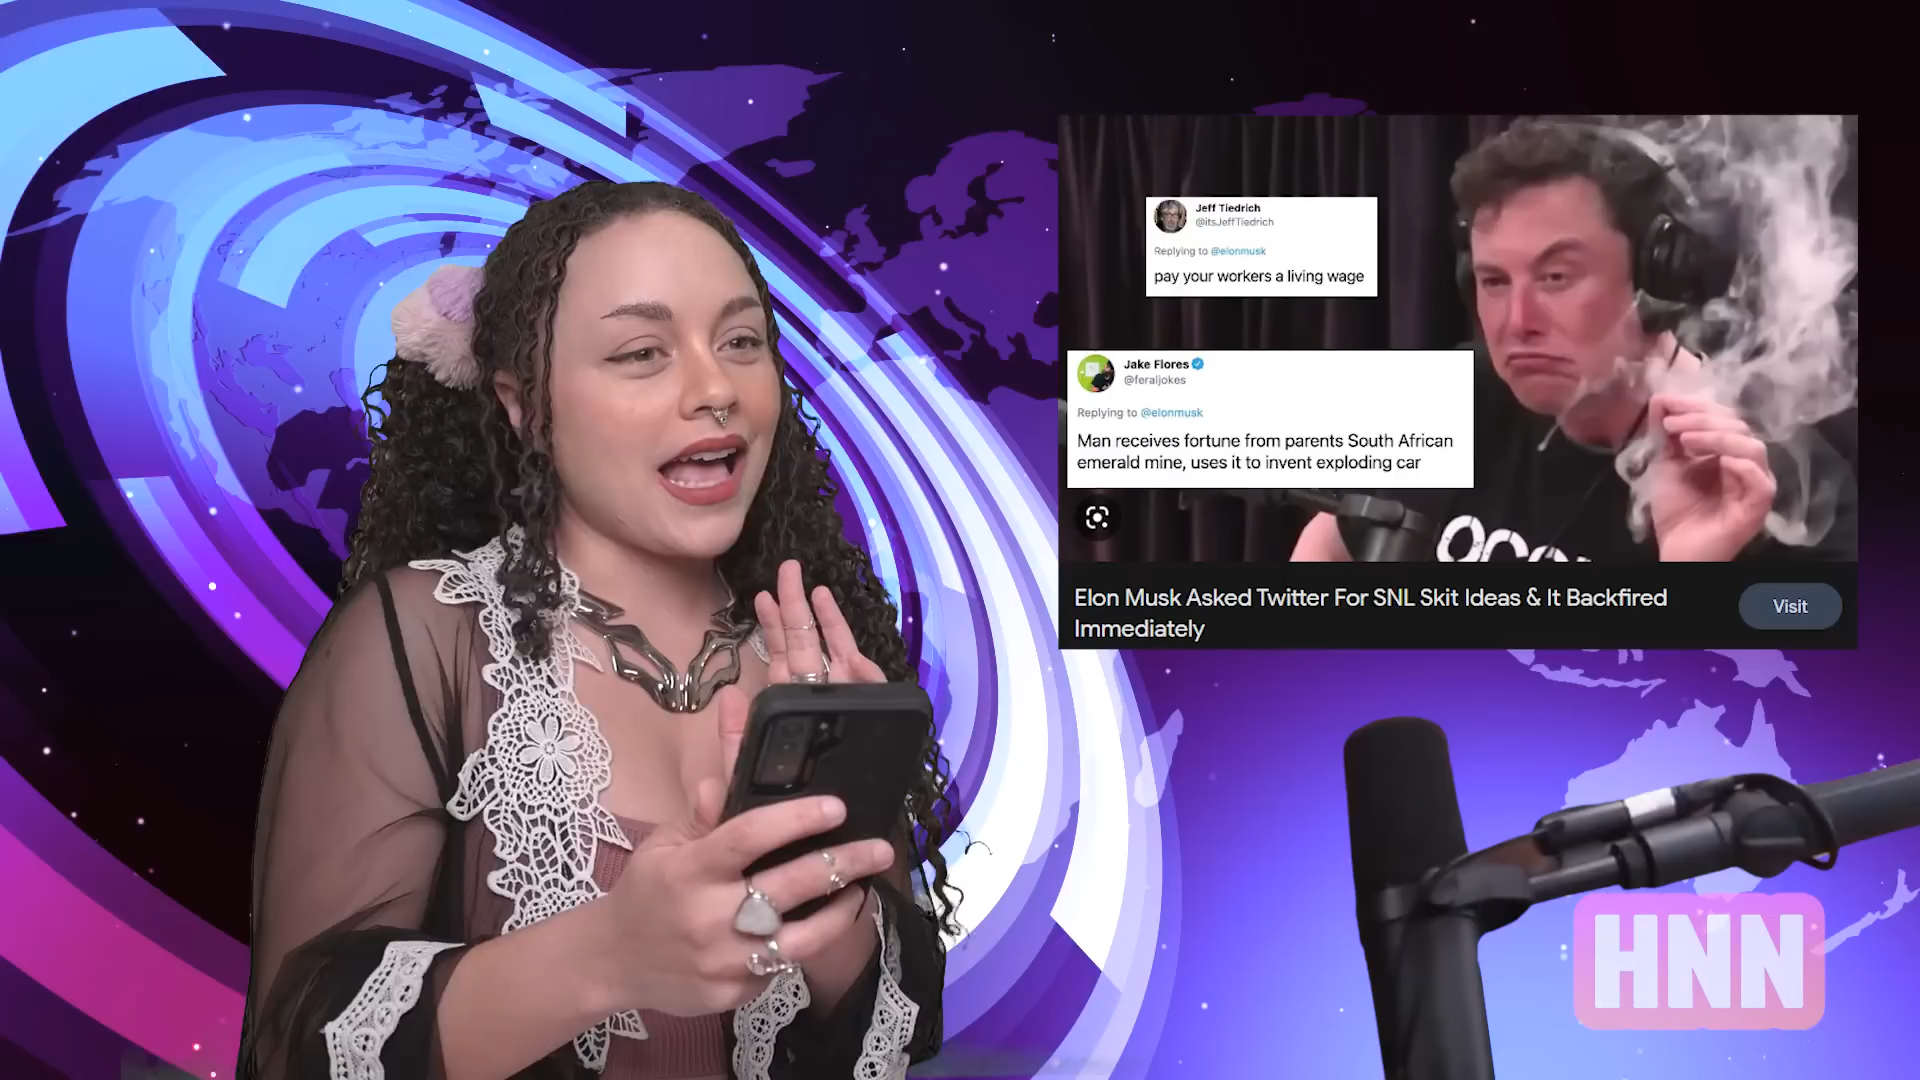 Jeff Tiedrich
@itsJeffTiedrich
Replying to @elonmusk
pay your workers a living wage
Jake Flores
@feraljokes
Replying to @elonmusk
Man receives fortune from parents South African
emerald mine, uses it to invent exploding car
Elon Musk Asked Twitter For SNL Skit Ideas & It Backfired
Immediately
Visit
HNN